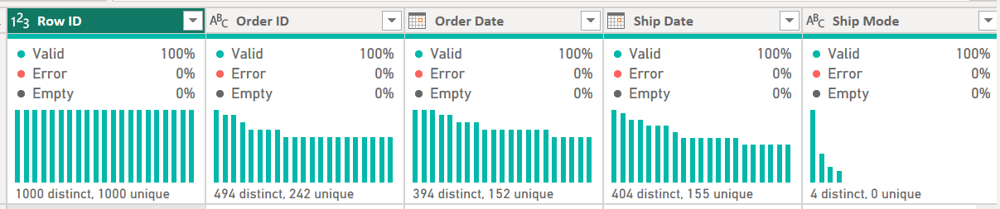 1²3 Row ID
ABC Order ID
Order Date
Ship Date
ABC Ship Mode
Valid 100%
Error 0%
Empty 0%
1000 distinct, 1000 unique
Valid 100%
Error 0%
Empty 0%
494 distinct, 242 unique
Valid 100%
Error 0%
Empty 0%
394 distinct, 152 unique
Valid 100%
Error 0%
Empty 0%
404 distinct, 155 unique
Valid 100%
Error 0%
Empty 0%
4 distinct, 0 unique